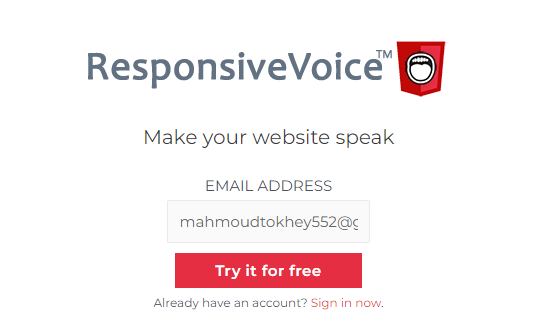 ResponsiveVoice™
Make your website speak
EMAIL ADDRESS
mahmoudtokhey552@g
Try it for free
Already have an account? Sign in now.